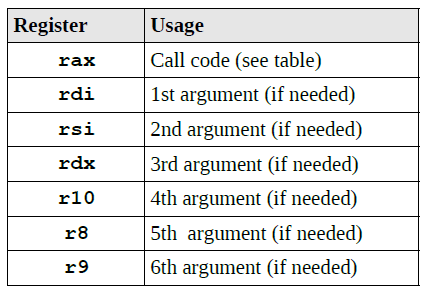 Register Usage
rax Call code (see table)
rdi 1st argument (if needed)
rsi 2nd argument (if needed)
rdx 3rd argument (if needed)
r10 4th argument (if needed)
r8 5th argument (if needed)
r9 6th argument (if needed)